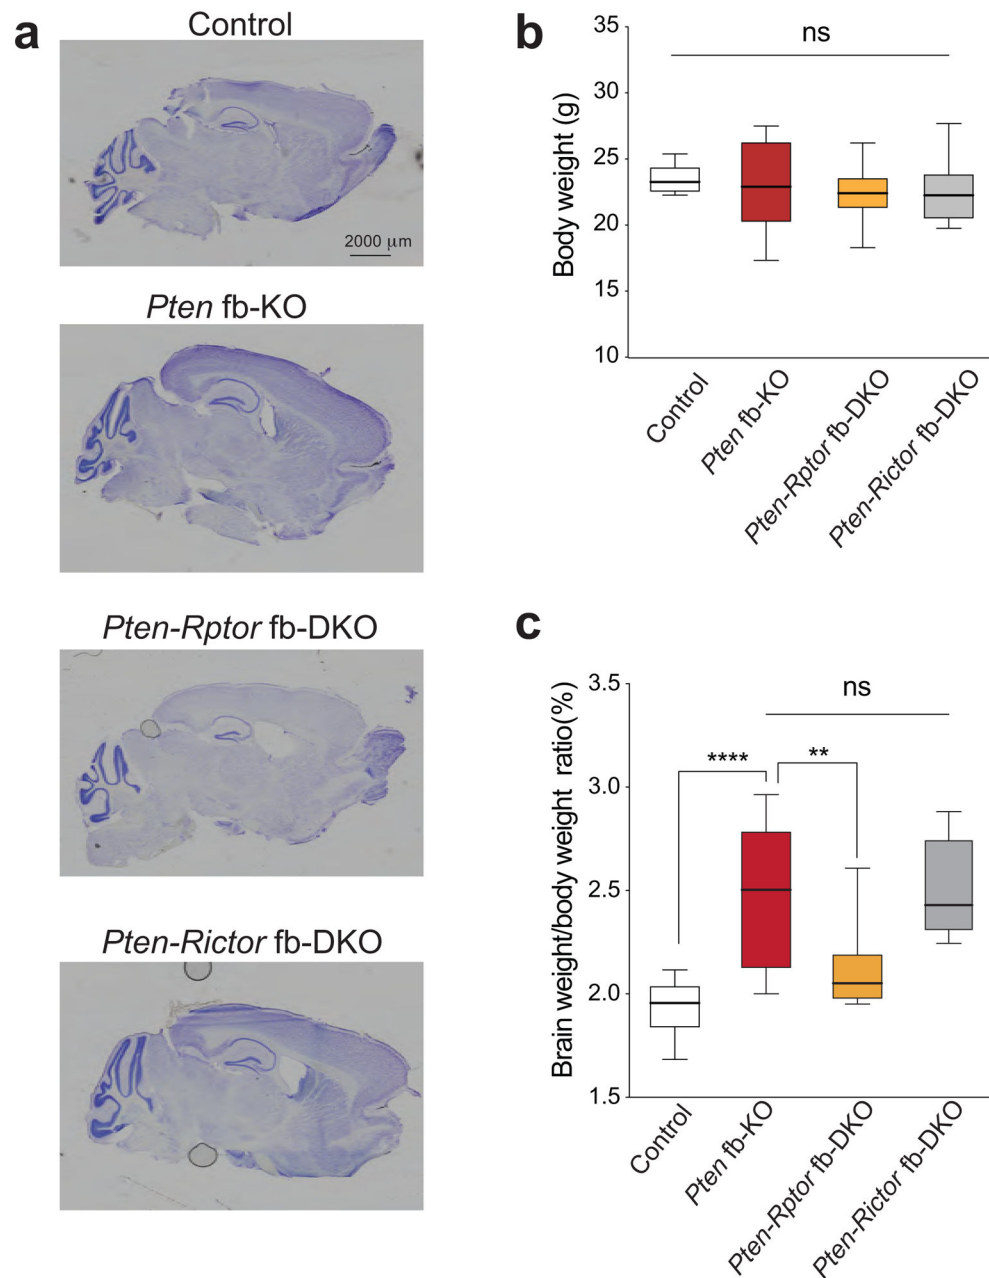 a
Control
2000 μm
Pten fb-KO
Pten-Rptor fb-DKO
Pten-Rictor fb-DKO
b
Body weight (g)
35
30
25
20
15
10
ns
Control
Pten fb-KO
Pten-Rptor fb-DKO
Pten-Rictor fb-DKO
c
Brain weight/body weight ratio(%)
3.5
3.0
2.5
2.0
1.5
ns
****
**
Control
Pten fb-KO
Pten-Rptor fb-DKO
Pten-Rictor fb-DKO